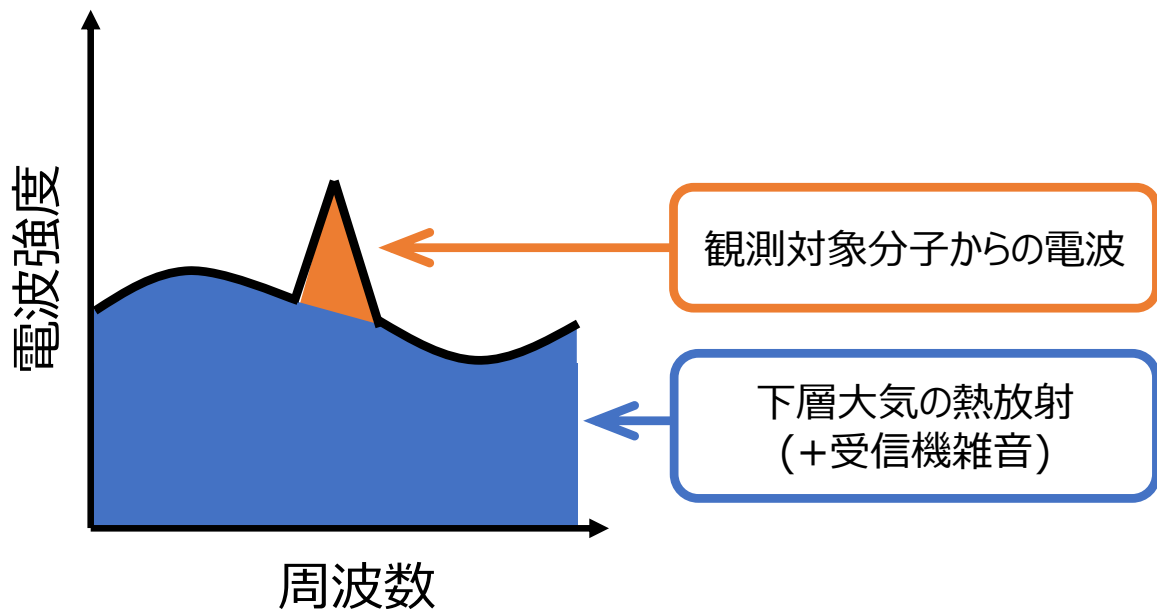 電波強度
観測対象分子からの電波
下層大気の熱放射
(+受信機雑音)
周波数